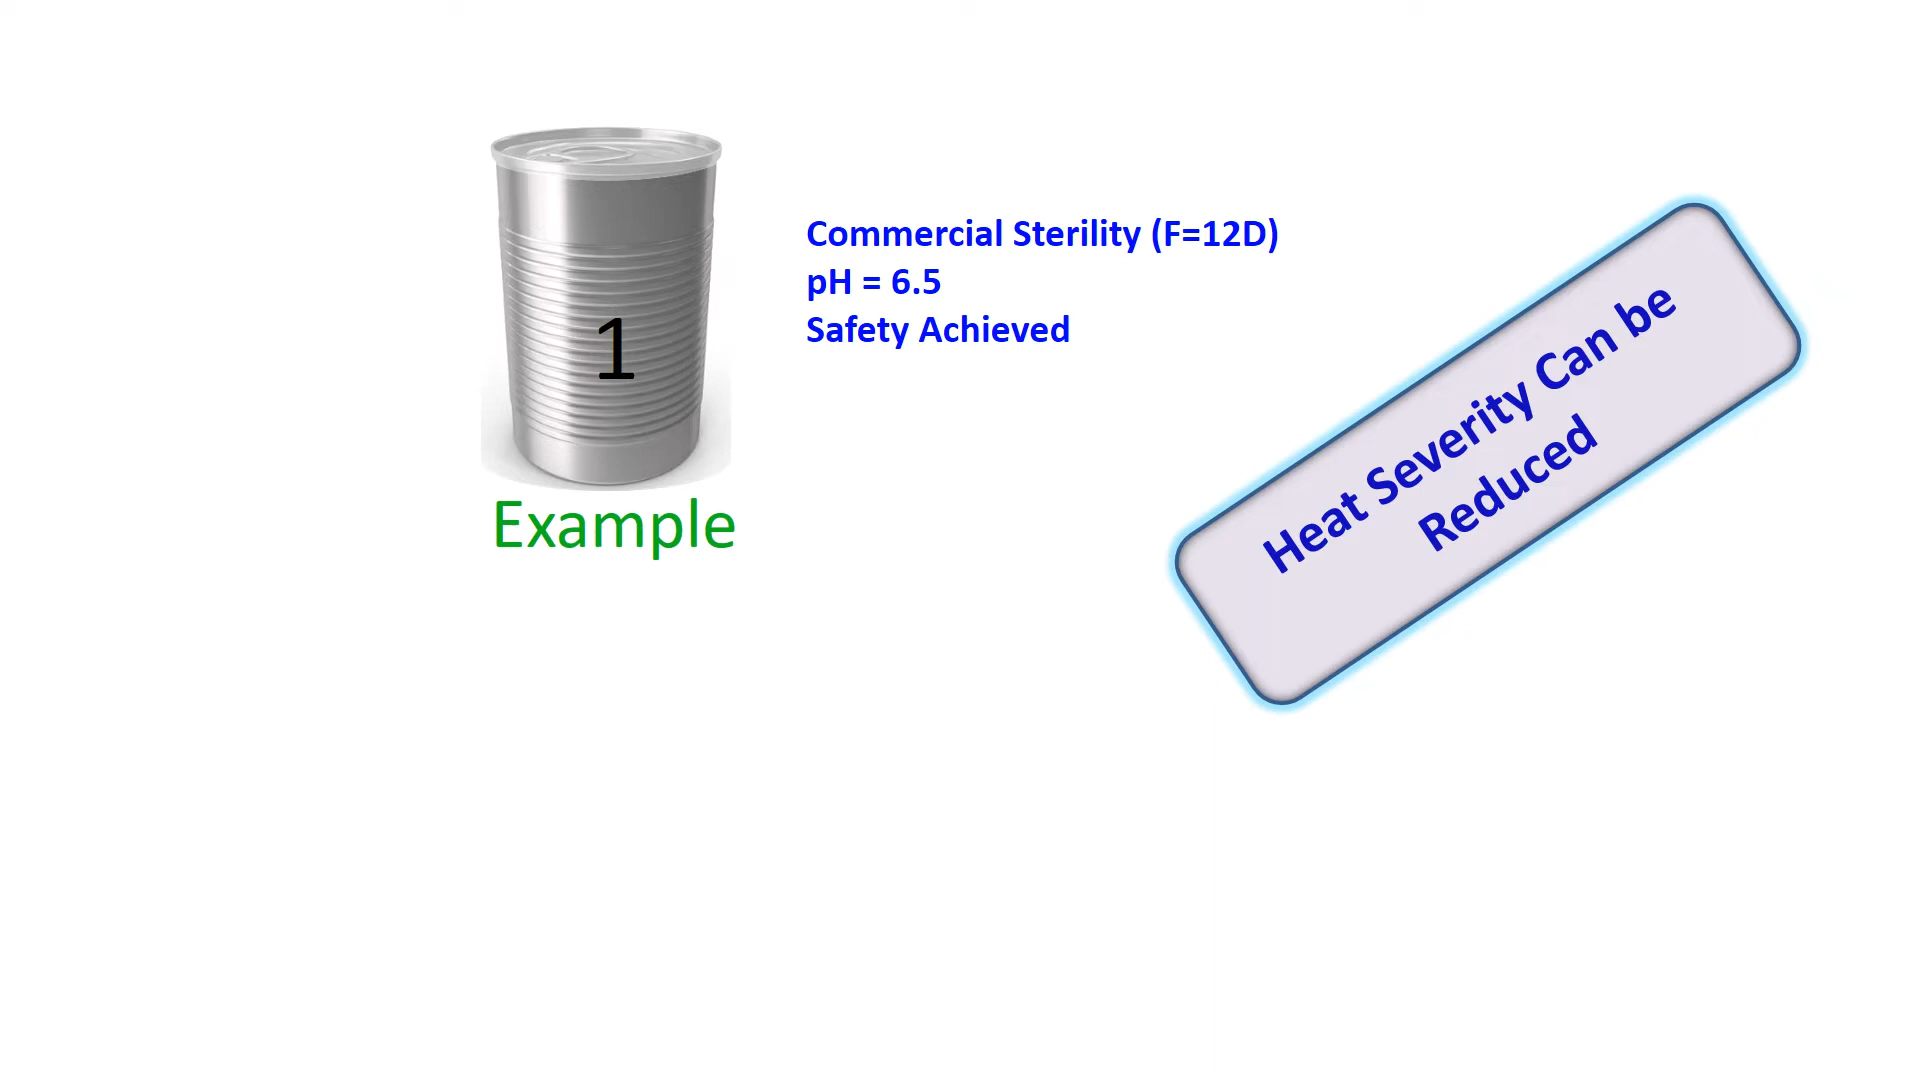 1
Example
Commercial Sterility (F=12D)
pH = 6.5
Safety Achieved
Heat Severity Can be
Reduced